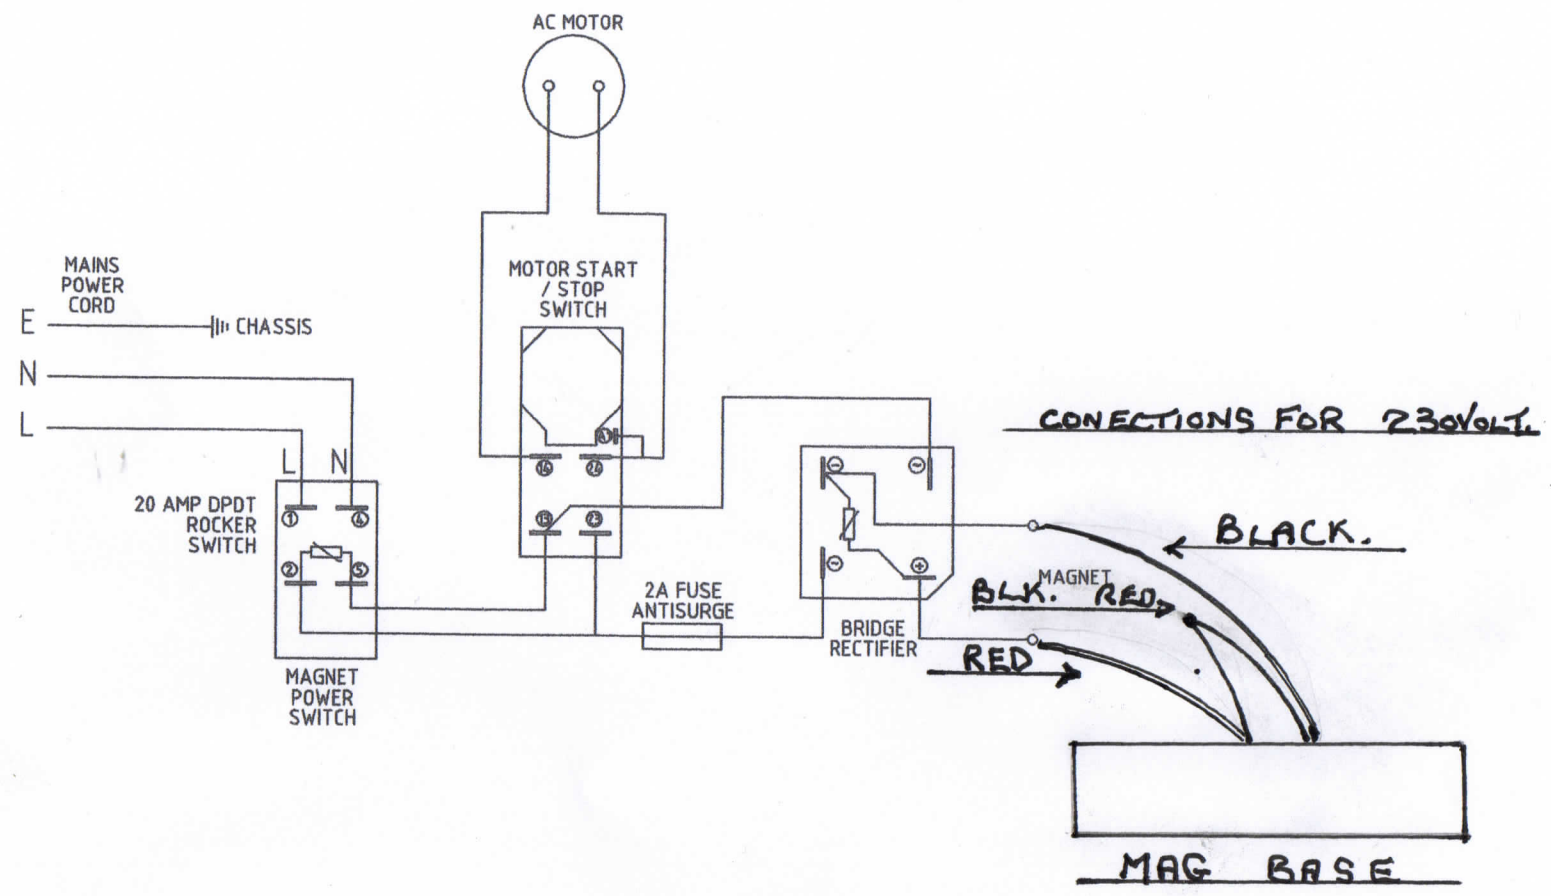 AC MOTOR
MOTOR START
/ STOP
SWITCH
MAINS
POWER
CORD
E
CHASSIS
N
L
L N
20 AMP DPDT
ROCKER
SWITCH
1
4
2
5
MAGNET
POWER
SWITCH
14
24
13
23
2A FUSE
ANTISURGE
- ~
- +
BRIDGE
RECTIFIER
CONECTIONS FOR 230VOLT.
BLACK.
MAGNET
BLK. RED.
RED
MAG BASE